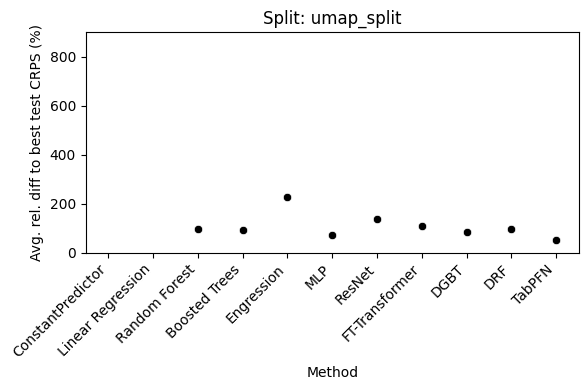 Split: umap_split
Avg. rel. diff to best test CRPS (%)
800
600
400
200
0
ConstantPredictor
Linear Regression
Random Forest
Boosted Trees
Engression
MLP
ResNet
FT-Transformer
DGBT
DRF
TabPFN
Method